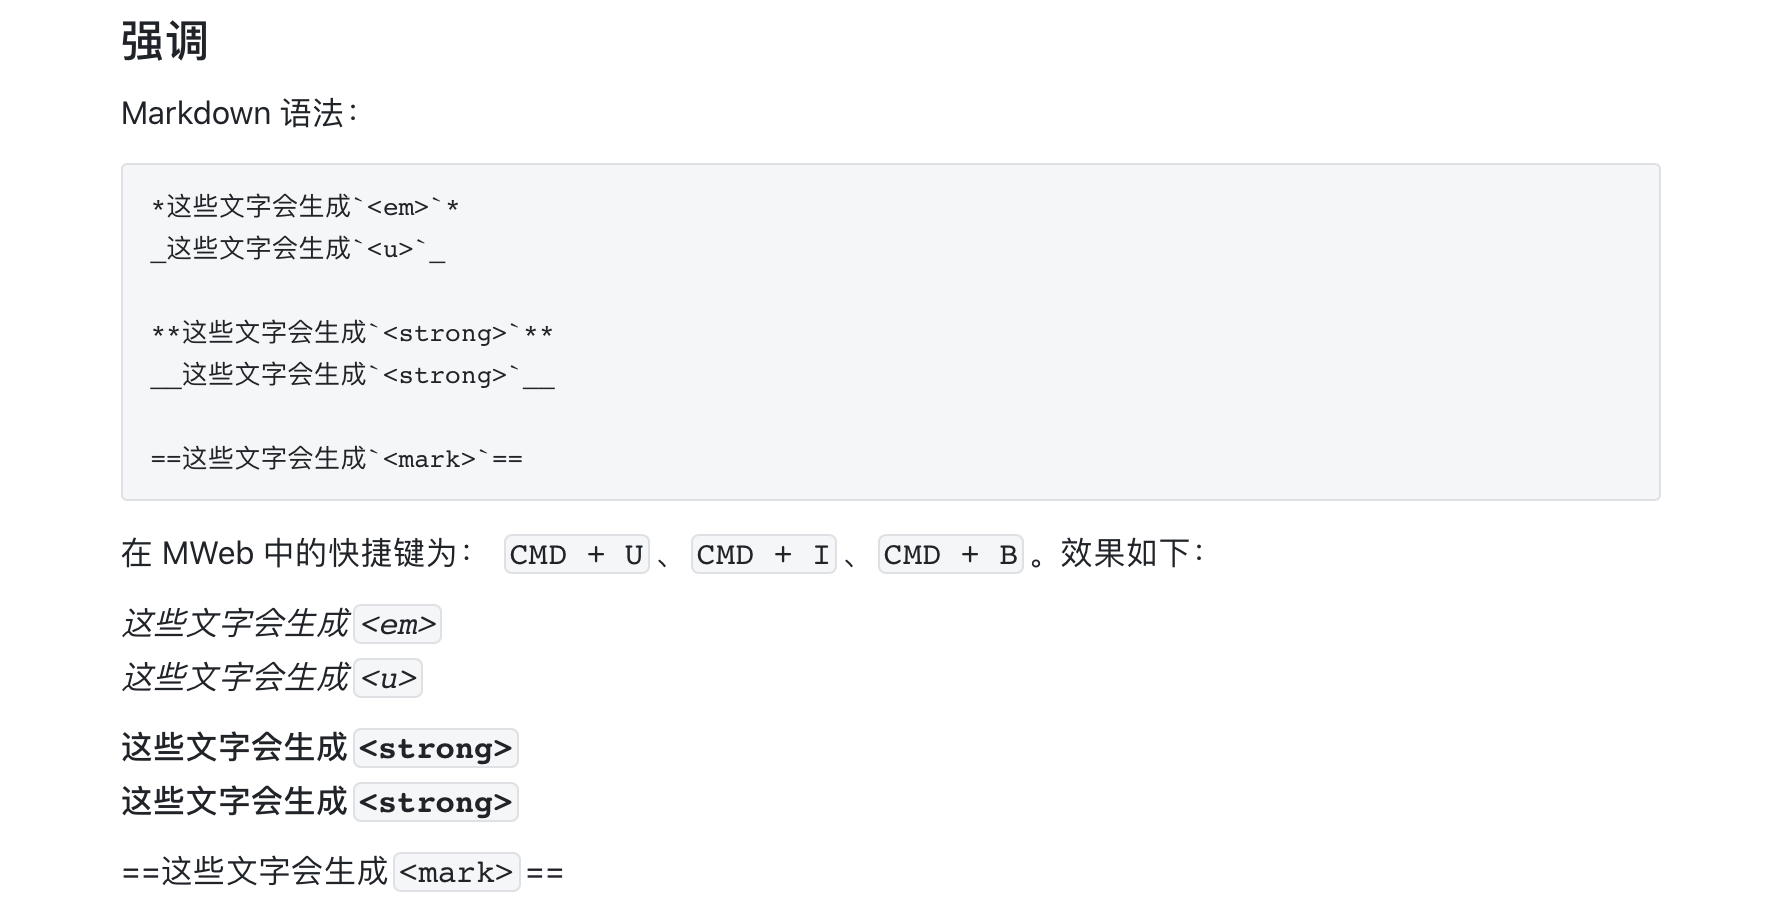 强调
Markdown 语法：
*这些文字会生成`<em>`*
_这些文字会生成`<u>`_
**这些文字会生成`<strong>`**
__这些文字会生成`<strong>`__
==这些文字会生成`<mark>`==
在 MWeb 中的快捷键为： CMD + U、CMD + I、CMD + B。效果如下：
这些文字会生成<em>
这些文字会生成<u>
这些文字会生成<strong>
这些文字会生成<strong>
==这些文字会生成<mark>==